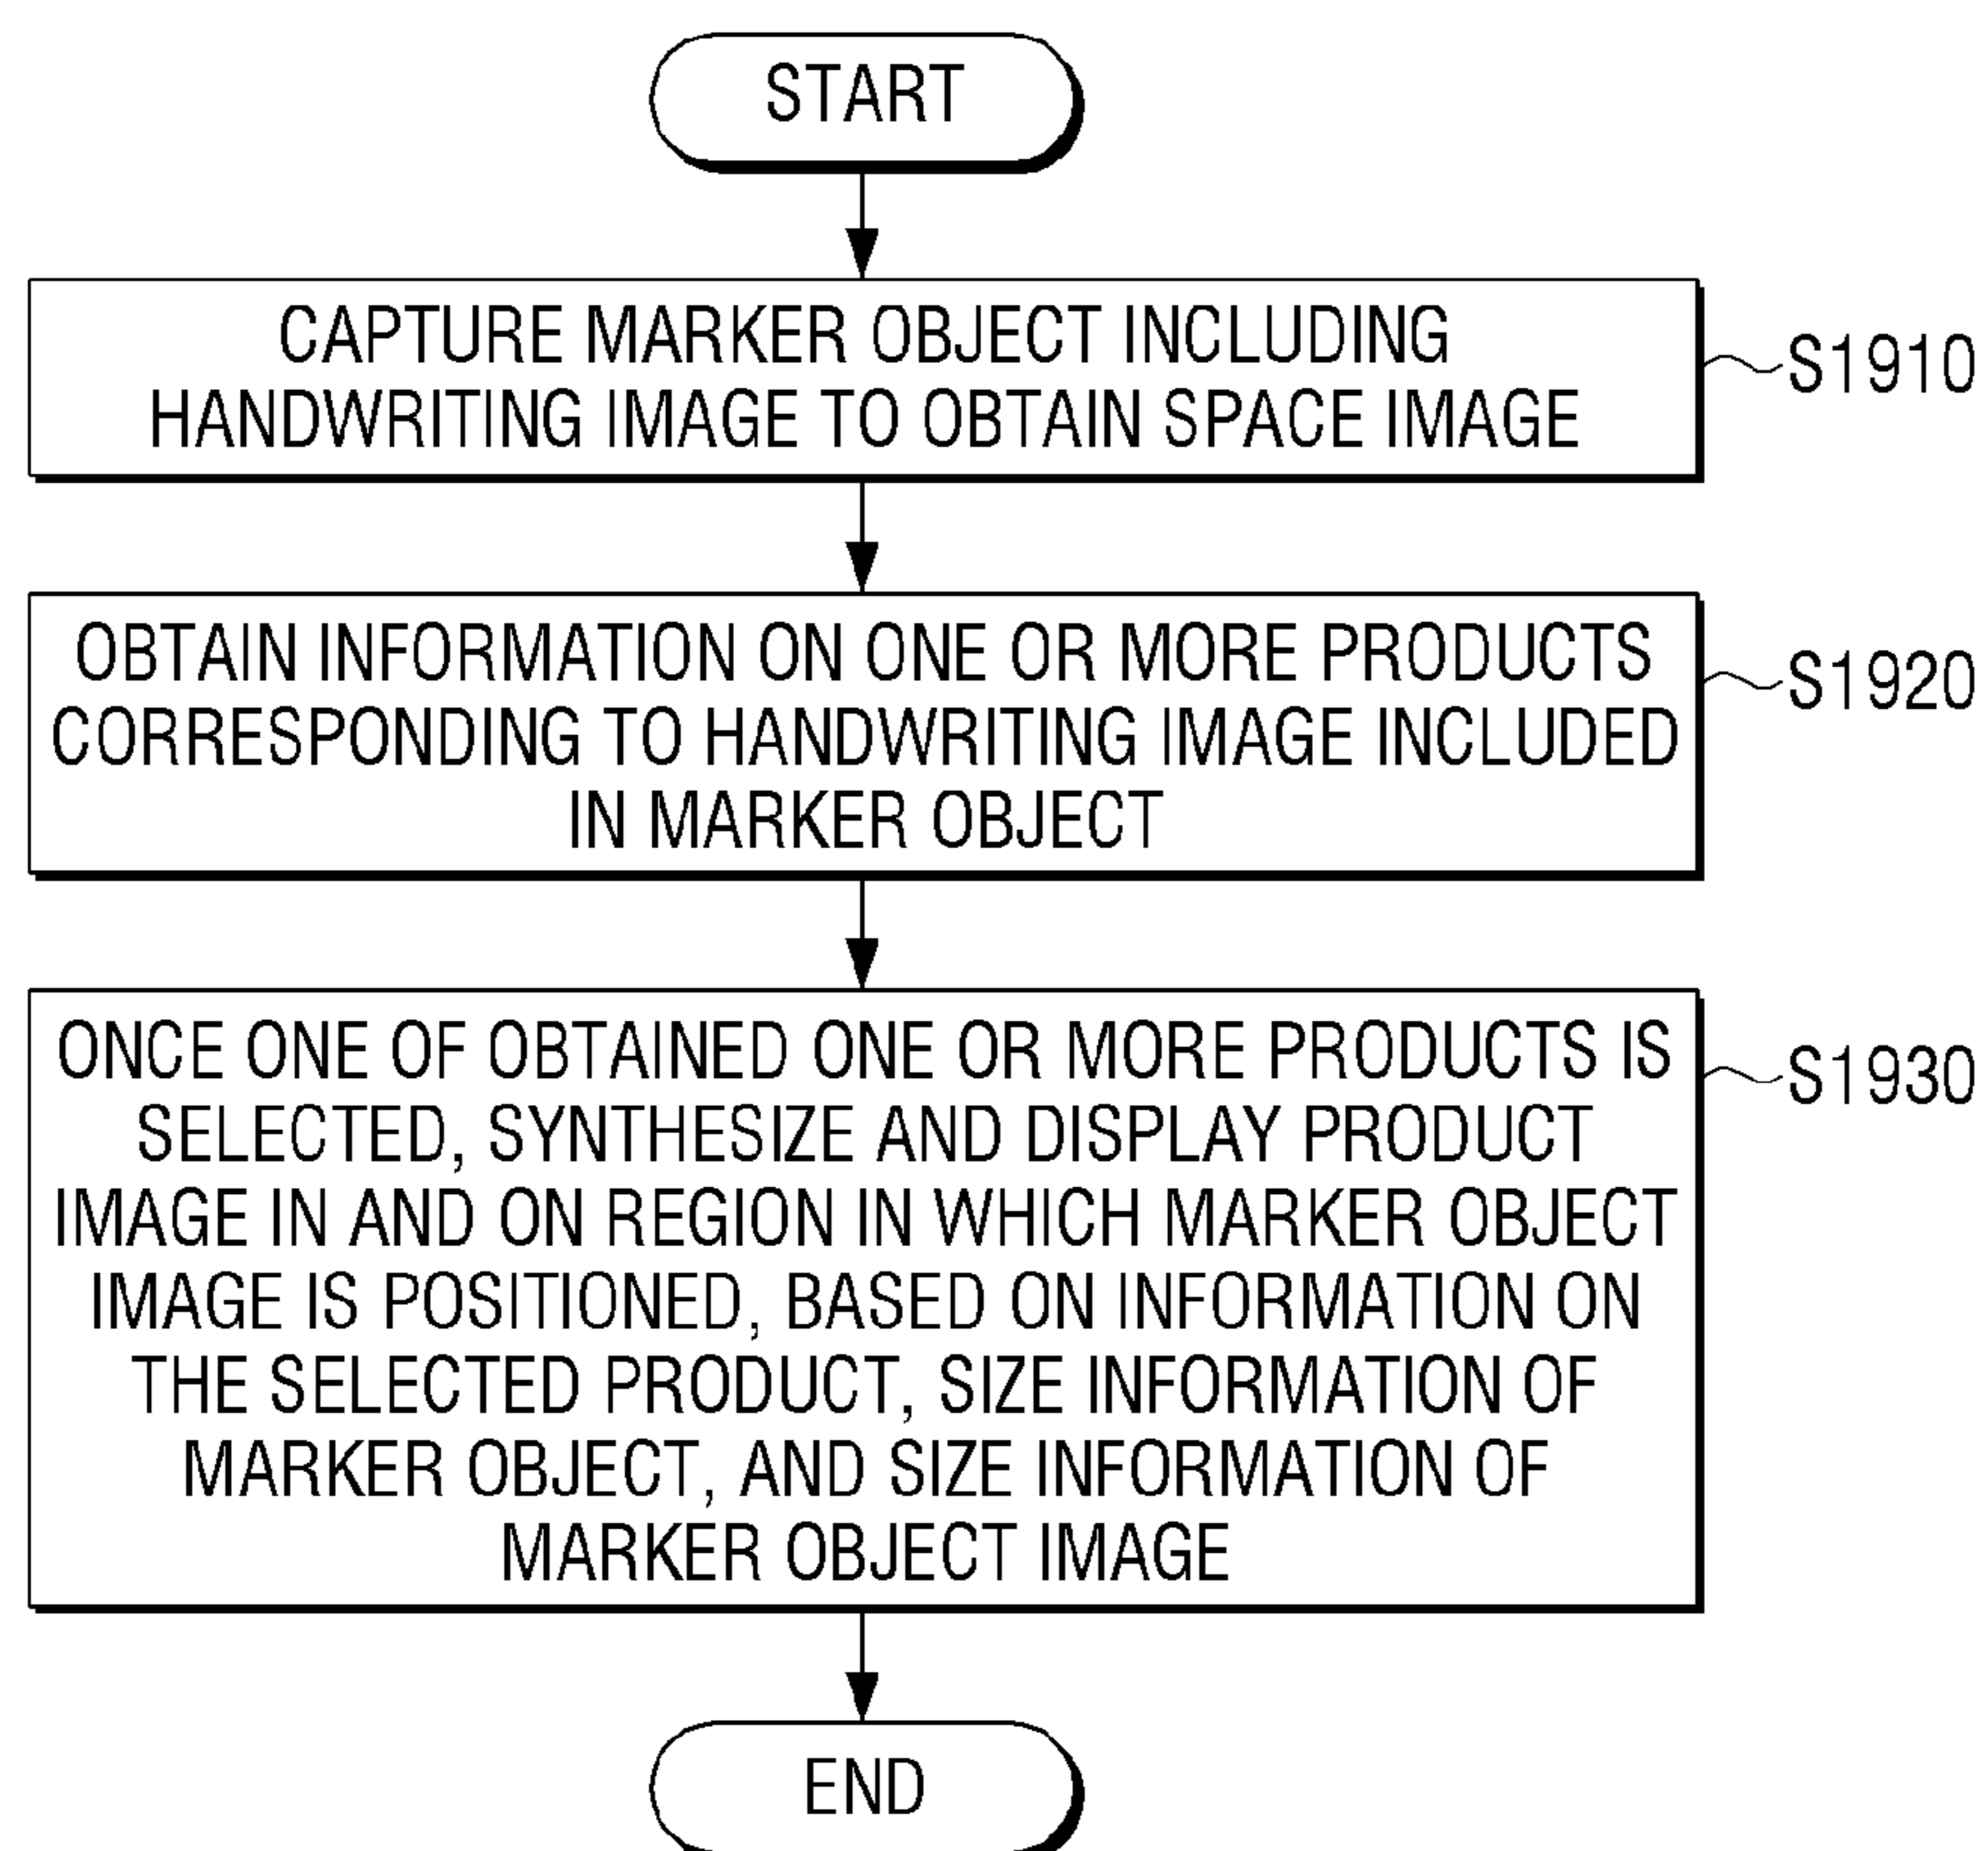 START
CAPTURE MARKER OBJECT INCLUDING
HANDWRITING IMAGE TO OBTAIN SPACE IMAGE
S1910
OBTAIN INFORMATION ON ONE OR MORE PRODUCTS
CORRESPONDING TO HANDWRITING IMAGE INCLUDED
IN MARKER OBJECT
S1920
ONCE ONE OF OBTAINED ONE OR MORE PRODUCTS IS
SELECTED, SYNTHESIZE AND DISPLAY PRODUCT
IMAGE IN AND ON REGION IN WHICH MARKER OBJECT
IMAGE IS POSITIONED, BASED ON INFORMATION ON
THE SELECTED PRODUCT, SIZE INFORMATION OF
MARKER OBJECT, AND SIZE INFORMATION OF
MARKER OBJECT IMAGE
S1930
END